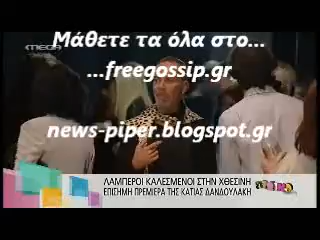 MEGA
Μάθετε τα όλα στο...
...freegossip.gr
news-piper.blogspot.gr
ΛΑΜΠΕΡΟΙ ΚΑΛΕΣΜΕΝΟΙ ΣΤΗΝ ΧΘΕΣΙΝΗ
ΕΠΙΣΗΜΗ ΠΡΕΜΙΕΡΑ ΤΗΣ ΚΑΤΙΑΣ ΔΑΝΔΟΥΛΑΚΗ